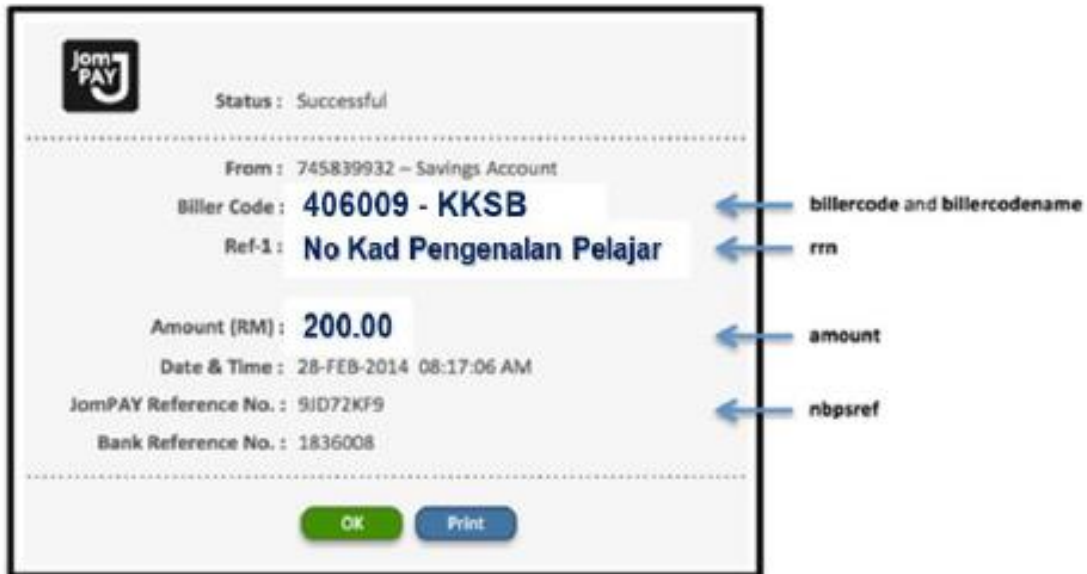 Jom
PAY
Status : Successful
From : 745839932 – Savings Account
Biller Code : 406009 - KKSB
billercode and billercodename
Ref-1 : No Kad Pengenalan Pelajar
rrn
Amount (RM) : 200.00
amount
Date & Time : 28-FEB-2014 08:17:06 AM
JomPAY Reference No. : 9JD72KF9
nbpsref
Bank Reference No. : 1836008
OK
Print